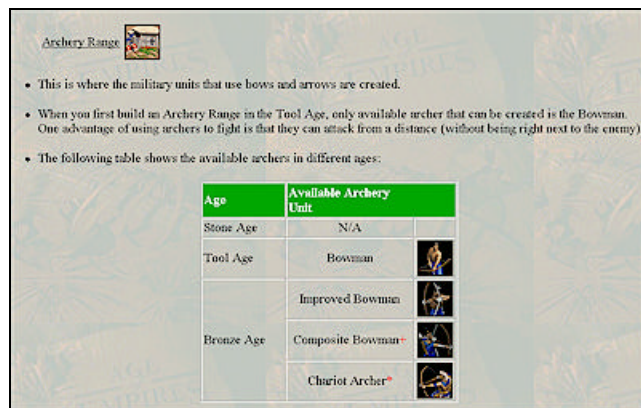 Archery Range
• This is where the military units that use bows and arrows are created.
• When you first build an Archery Range in the Tool Age, only available archer that can be created is the Bowman.
One advantage of using archers to fight is that they can attack from a distance (without being right next to the enemy)
• The following table shows the available archers in different ages:
Age Available Archery
Unit
Stone Age N/A
Tool Age Bowman
Improved Bowman
Bronze Age Composite Bowman+
Chariot Archer*